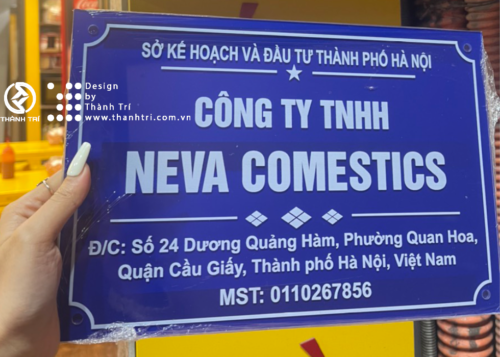 SỞ KẾ HOẠCH VÀ ĐẦU TƯ THÀNH PHỐ HÀ NỘI
CÔNG TY TNHH
NEVA COMESTICS
Đ/C: Số 24 Dương Quảng Hàm, Phường Quan Hoa,
Quận Cầu Giấy, Thành phố Hà Nội, Việt Nam
MST: 0110267856
THÀNH TRÍ
Design
by
Thành Trí
www.thanhtri.com.vn